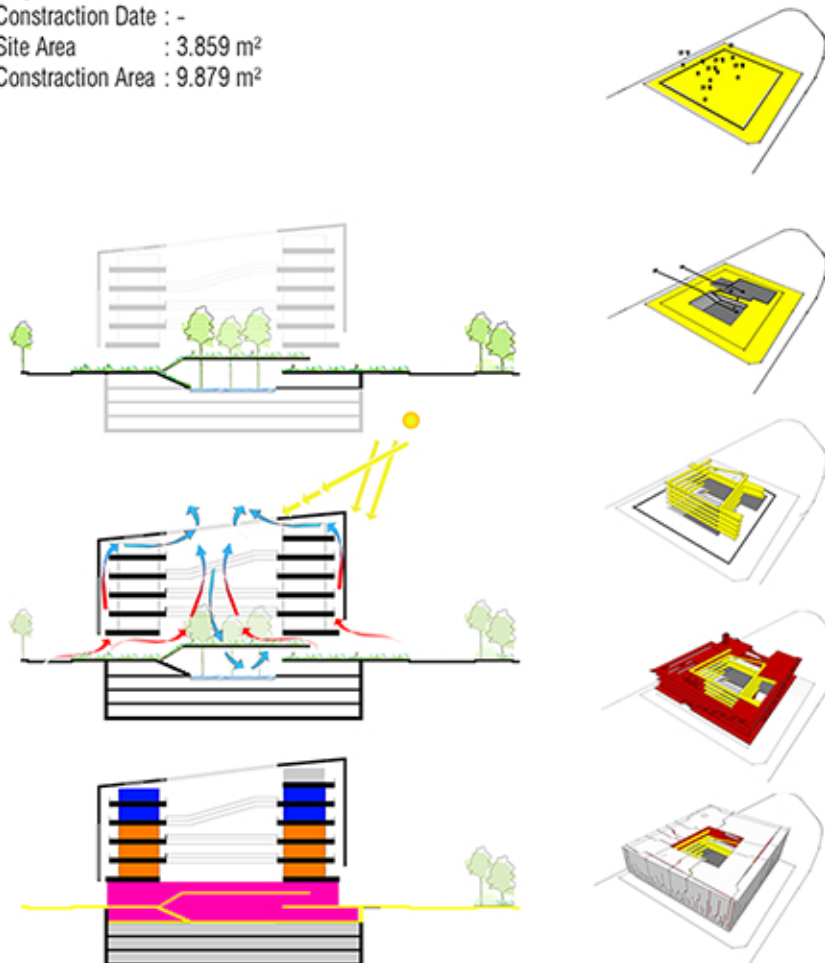 Constraction Date : -
Site Area : 3.859 m²
Constraction Area : 9.879 m²